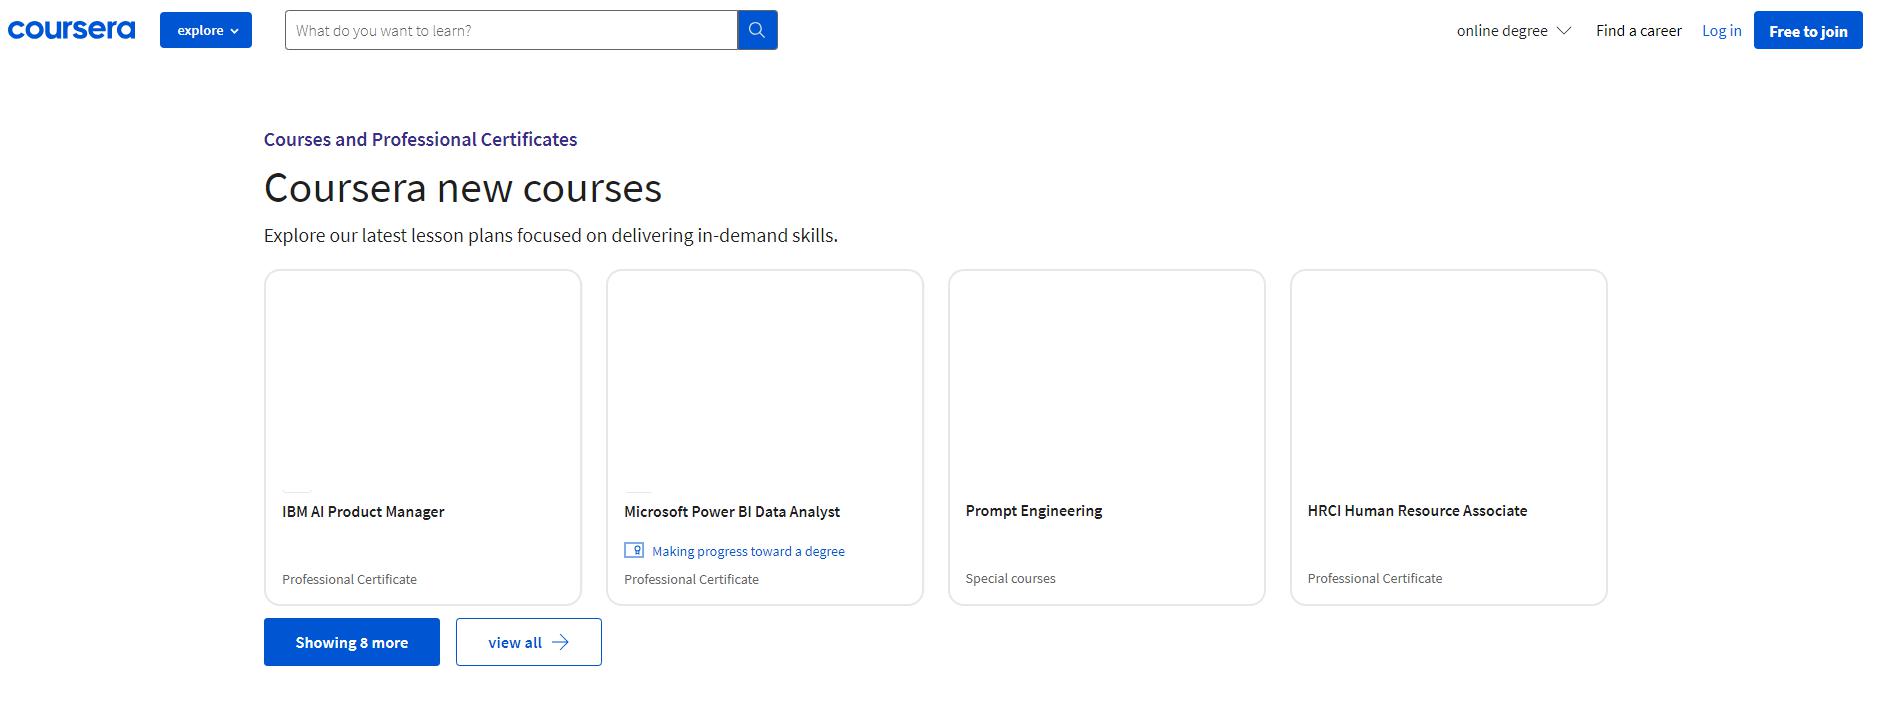 coursera
explore
What do you want to learn?
online degree
Find a career
Log in
Free to join
Courses and Professional Certificates
Coursera new courses
Explore our latest lesson plans focused on delivering in-demand skills.
IBM AI Product Manager
Professional Certificate
Microsoft Power BI Data Analyst
Making progress toward a degree
Professional Certificate
Prompt Engineering
Special courses
HRCI Human Resource Associate
Professional Certificate
Showing 8 more
view all